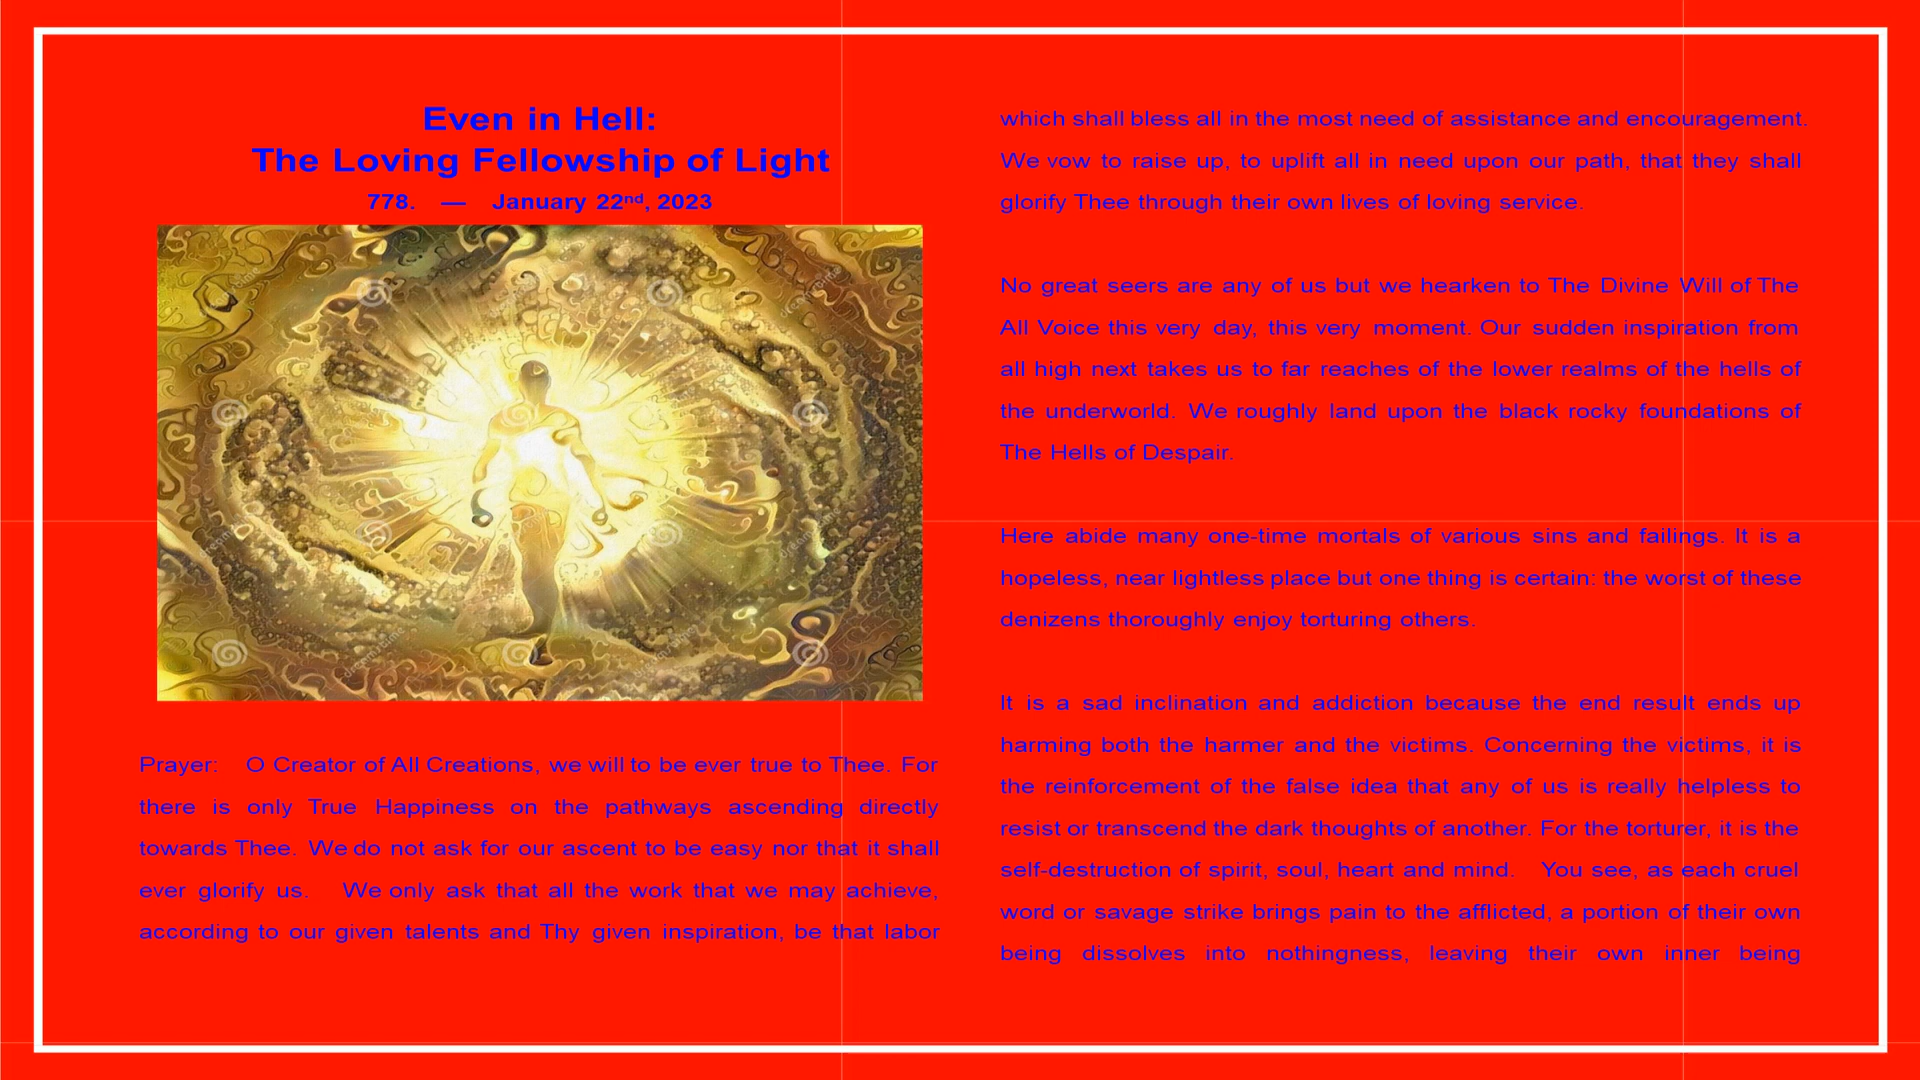 Even in Hell:
The Loving Fellowship of Light
778. — January 22nd, 2023
dreamstime
Prayer: O Creator of All Creations, we will to be ever true to Thee. For
there is only True Happiness on the pathways ascending directly
towards Thee. We do not ask for our ascent to be easy nor that it shall
ever glorify us. We only ask that all the work that we may achieve,
according to our given talents and Thy given inspiration, be that labor
which shall bless all in the most need of assistance and encouragement.
We vow to raise up, to uplift all in need upon our path, that they shall
glorify Thee through their own lives of loving service.
No great seers are any of us but we hearken to The Divine Will of The
All Voice this very day, this very moment. Our sudden inspiration from
all high next takes us to far reaches of the lower realms of the hells of
the underworld. We roughly land upon the black rocky foundations of
The Hells of Despair.
Here abide many one-time mortals of various sins and failings. It is a
hopeless, near lightless place but one thing is certain: the worst of these
denizens thoroughly enjoy torturing others.
It is a sad inclination and addiction because the end result ends up
harming both the harmer and the victims. Concerning the victims, it is
the reinforcement of the false idea that any of us is really helpless to
resist or transcend the dark thoughts of another. For the torturer, it is the
self-destruction of spirit, soul, heart and mind. You see, as each cruel
word or savage strike brings pain to the afflicted, a portion of their own
being dissolves into nothingness, leaving their own inner being